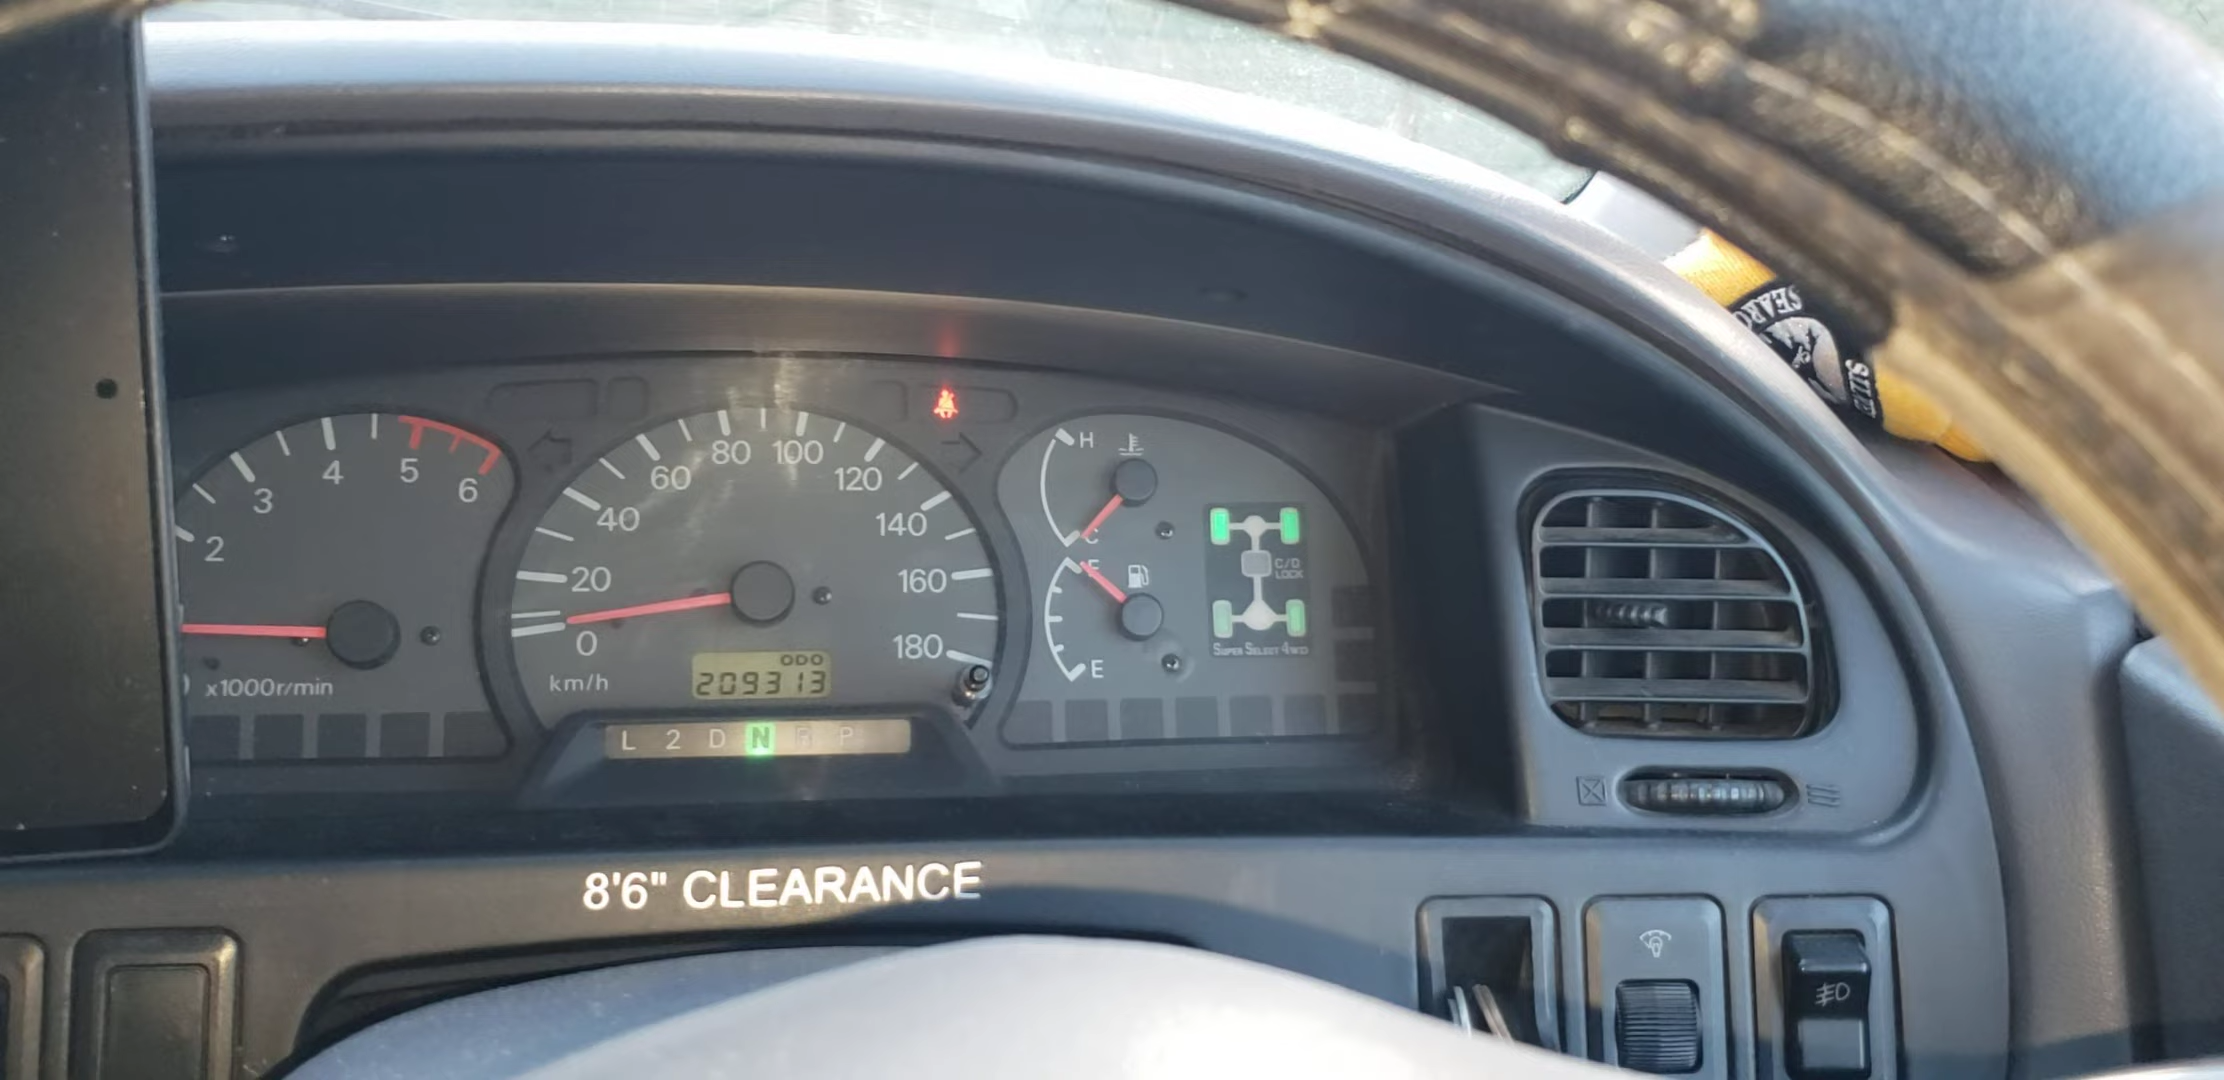 2
3
4
5
6
x1000r/min
0
20
40
60
80
100
120
140
160
180
km/h
ODO
209313
L 2 D N R P
H
C
F
E
C/D
LOCK
SUPER SELECT 4WD
8'6" CLEARANCE